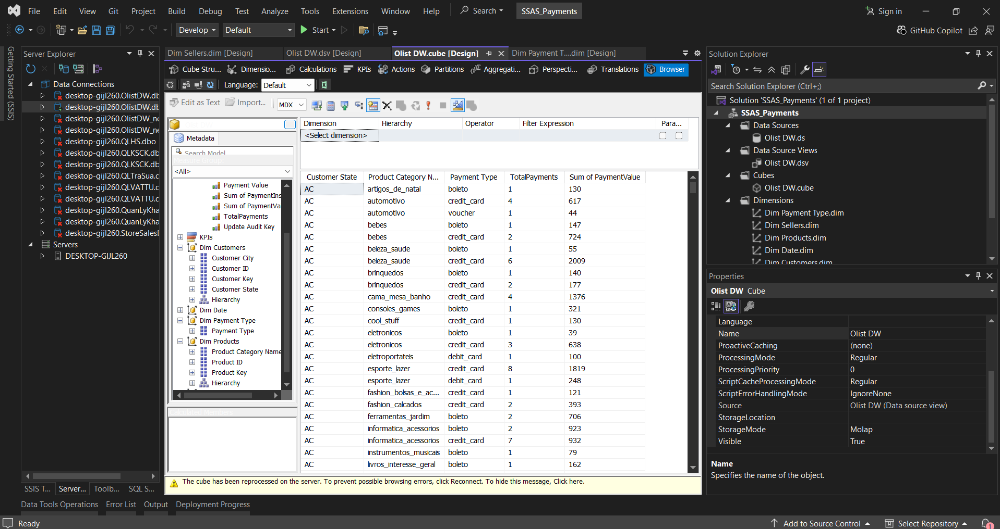 File Edit View Git Project Build Debug Test Analyze Tools Extensions Window Help Search SSAS_Payments Sign in
Develop Default Start GitHub Copilot
Getting Started (SSIS)
Server Explorer
Data Connections
desktop-gijl260.OlistDW.db
desktop-gijl260.OlistDW.db
desktop-gijl260.OlistDW_ne
desktop-gijl260.OlistDW_ne
desktop-gijl260.QLHS.dbo
desktop-gijl260.QLKSCK.db
desktop-gijl260.QLKSCK.db
desktop-gijl260.QLTraSua.d
desktop-gijl260.QLVATTU.d
desktop-gijl260.QLVATTU.d
desktop-gijl260.QuanLyKha
desktop-gijl260.QuanLyKha
desktop-gijl260.StoreSalesI
Servers
DESKTOP-GIJL260
SSIS T... Server... Toolb... SQL S...
Dim Sellers.dim [Design] Olist DW.dsv [Design] Olist DW.cube [Design] Dim Payment T....dim [Design]
Cube Stru... Dimensio... Calculations KPIs Actions Partitions Aggregati... Perspecti... Translations Browser
Language: Default
Edit as Text Import... MDX
Metadata
Search Model
Measure Group:
<All>
Payment Value
Sum of PaymentIns
Sum of PaymentVa
TotalPayments
Update Audit Key
KPIs
Dim Customers
Customer City
Customer ID
Customer Key
Customer State
Hierarchy
Dim Date
Dim Payment Type
Payment Type
Dim Products
Product Category Name
Product ID
Product Key
Hierarchy
Calculated Members
Dimension Hierarchy Operator Filter Expression Para...
<Select dimension>
Customer State Product Category N... Payment Type TotalPayments Sum of PaymentValue
AC artigos_de_natal boleto 1 130
AC automotivo credit_card 4 617
AC automotivo voucher 1 44
AC bebes boleto 1 147
AC bebes credit_card 2 724
AC beleza_saude boleto 1 55
AC beleza_saude credit_card 6 2009
AC brinquedos boleto 1 140
AC brinquedos credit_card 2 177
AC cama_mesa_banho credit_card 4 1376
AC consoles_games boleto 1 321
AC cool_stuff credit_card 1 130
AC eletronicos boleto 1 39
AC eletronicos credit_card 3 638
AC eletroportateis debit_card 1 100
AC esporte_lazer credit_card 8 1819
AC esporte_lazer debit_card 1 248
AC fashion_bolsas_e_ac... credit_card 1 121
AC fashion_calcados credit_card 2 393
AC ferramentas_jardim boleto 2 706
AC informatica_acessorios boleto 2 923
AC informatica_acessorios credit_card 7 932
AC instrumentos_musicais boleto 1 79
AC livros_interesse_geral boleto 1 162
The cube has been reprocessed on the server. To prevent possible browsing errors, click Reconnect. To hide this message, Click here.
Solution Explorer
Search Solution Explorer (Ctrl+;)
Solution 'SSAS_Payments' (1 of 1 project)
SSAS_Payments
Data Sources
Olist DW.ds
Data Source Views
Olist DW.dsv
Cubes
Olist DW.cube
Dimensions
Dim Payment Type.dim
Dim Sellers.dim
Dim Products.dim
Dim Date.dim
Dim Customers.dim
Properties
Olist DW Cube
Language
Name Olist DW
ProactiveCaching (none)
ProcessingMode Regular
ProcessingPriority 0
ScriptCacheProcessingMode Regular
ScriptErrorHandlingMode IgnoreNone
Source Olist DW (Data source view)
StorageLocation
StorageMode Molap
Visible True
Name
Specifies the name of the object.
Data Tools Operations Error List Output Deployment Progress
Ready Add to Source Control Select Repository 1